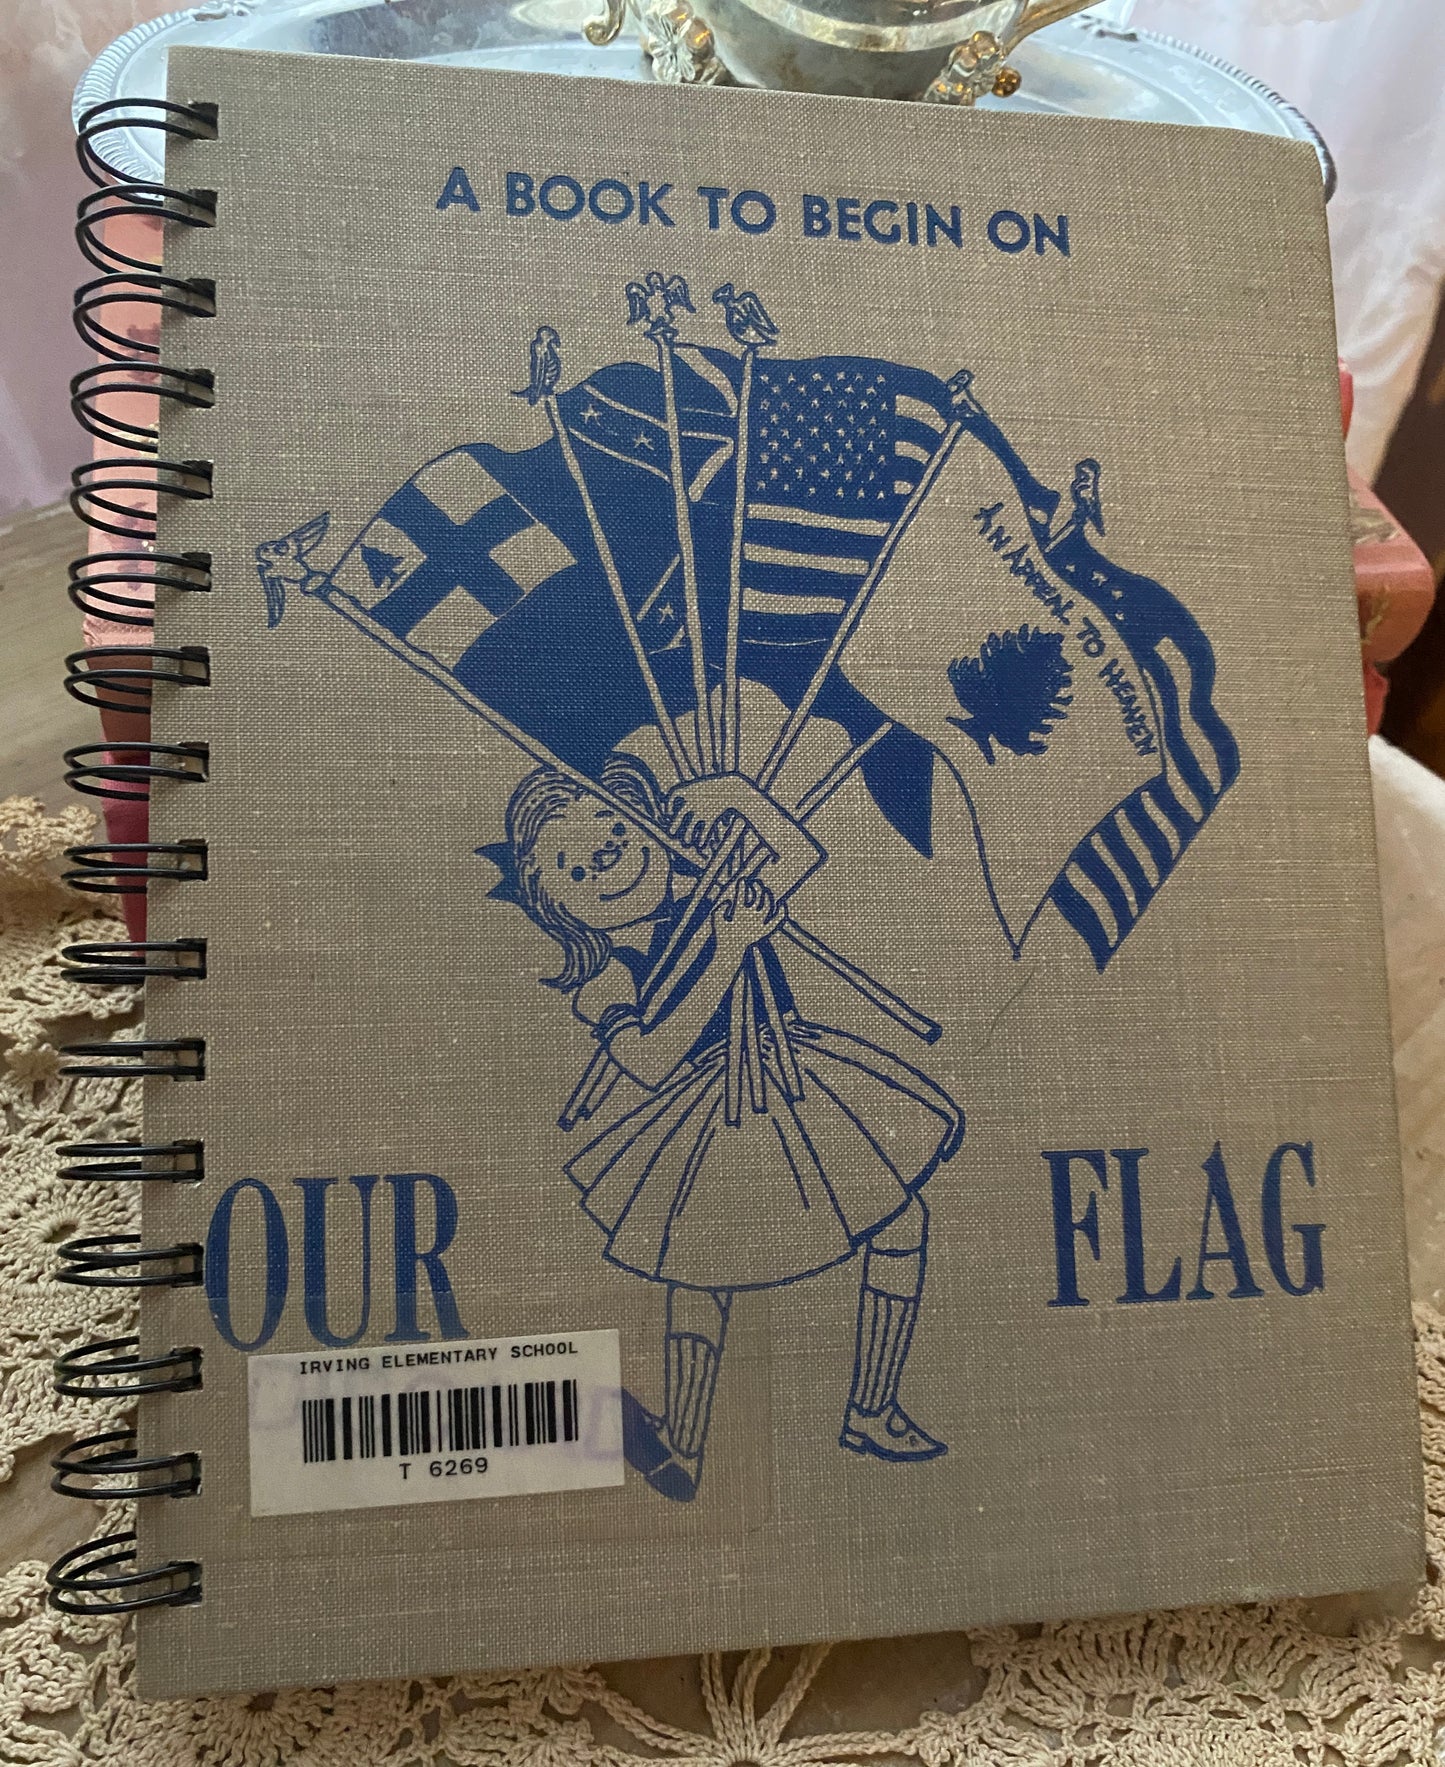 A BOOK TO BEGIN ON
AN APPEAL TO HEAVEN
OUR FLAG
IRVING ELEMENTARY SCHOOL
T 6269